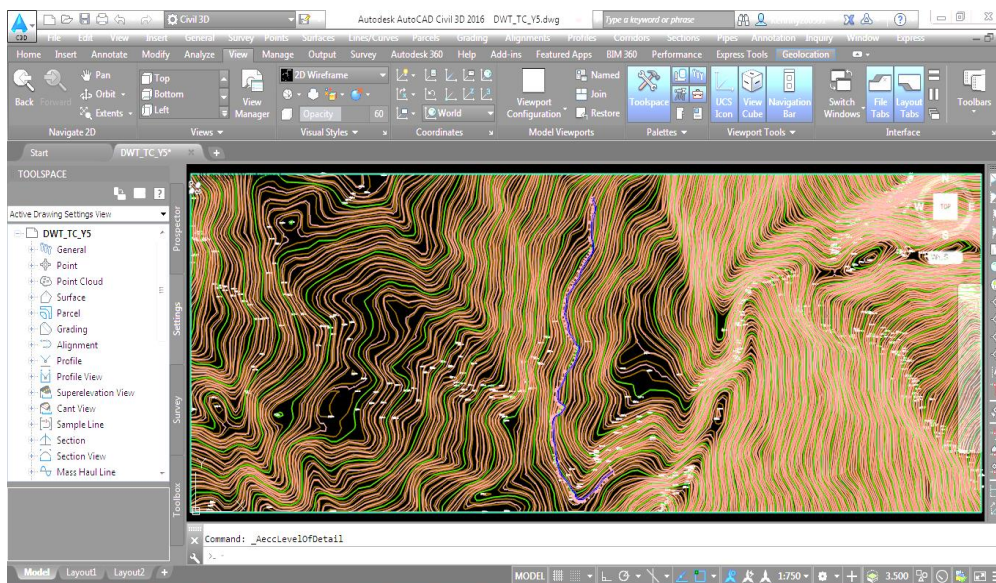 Civil 3D
Autodesk AutoCAD Civil 3D 2016 DWT_TC_Y5.dwg
Type a keyword or phrase
C3D
File Edit View Insert General Survey Points Surfaces Lines/Curves Parcels Grading Alignments Profiles Corridors Sections Pipes Annotation Inquiry Window Express
Home Insert Annotate Modify Analyze View Manage Output Survey Autodesk 360 Help Add-ins Featured Apps BIM 360 Performance Express Tools Geolocation
Back Forward
Pan
Orbit
Extents
Top
Bottom
Left
View
Manager
2D Wireframe
Opacity 60
World
Viewport
Configuration
Named
Join
Restore
Toolspace
UCS
Icon
View
Cube
Navigation
Bar
Switch
Windows
File
Tabs
Layout
Tabs
Toolbars
Navigate 2D Views Visual Styles Coordinates Model Viewports Palettes Viewport Tools Interface
Start DWT_TC_Y5*
TOOLSPACE
Active Drawing Settings View
DWT_TC_Y5
General
Point
Point Cloud
Surface
Parcel
Grading
Alignment
Profile
Profile View
Superelevation View
Cant View
Sample Line
Section
Section View
Mass Haul Line
Prospector
Settings
Survey
Toolbox
N
W TOP E
S
Command: _AeccLevelOfDetail
Model Layout1 Layout2 +
MODEL 1:750 3.500